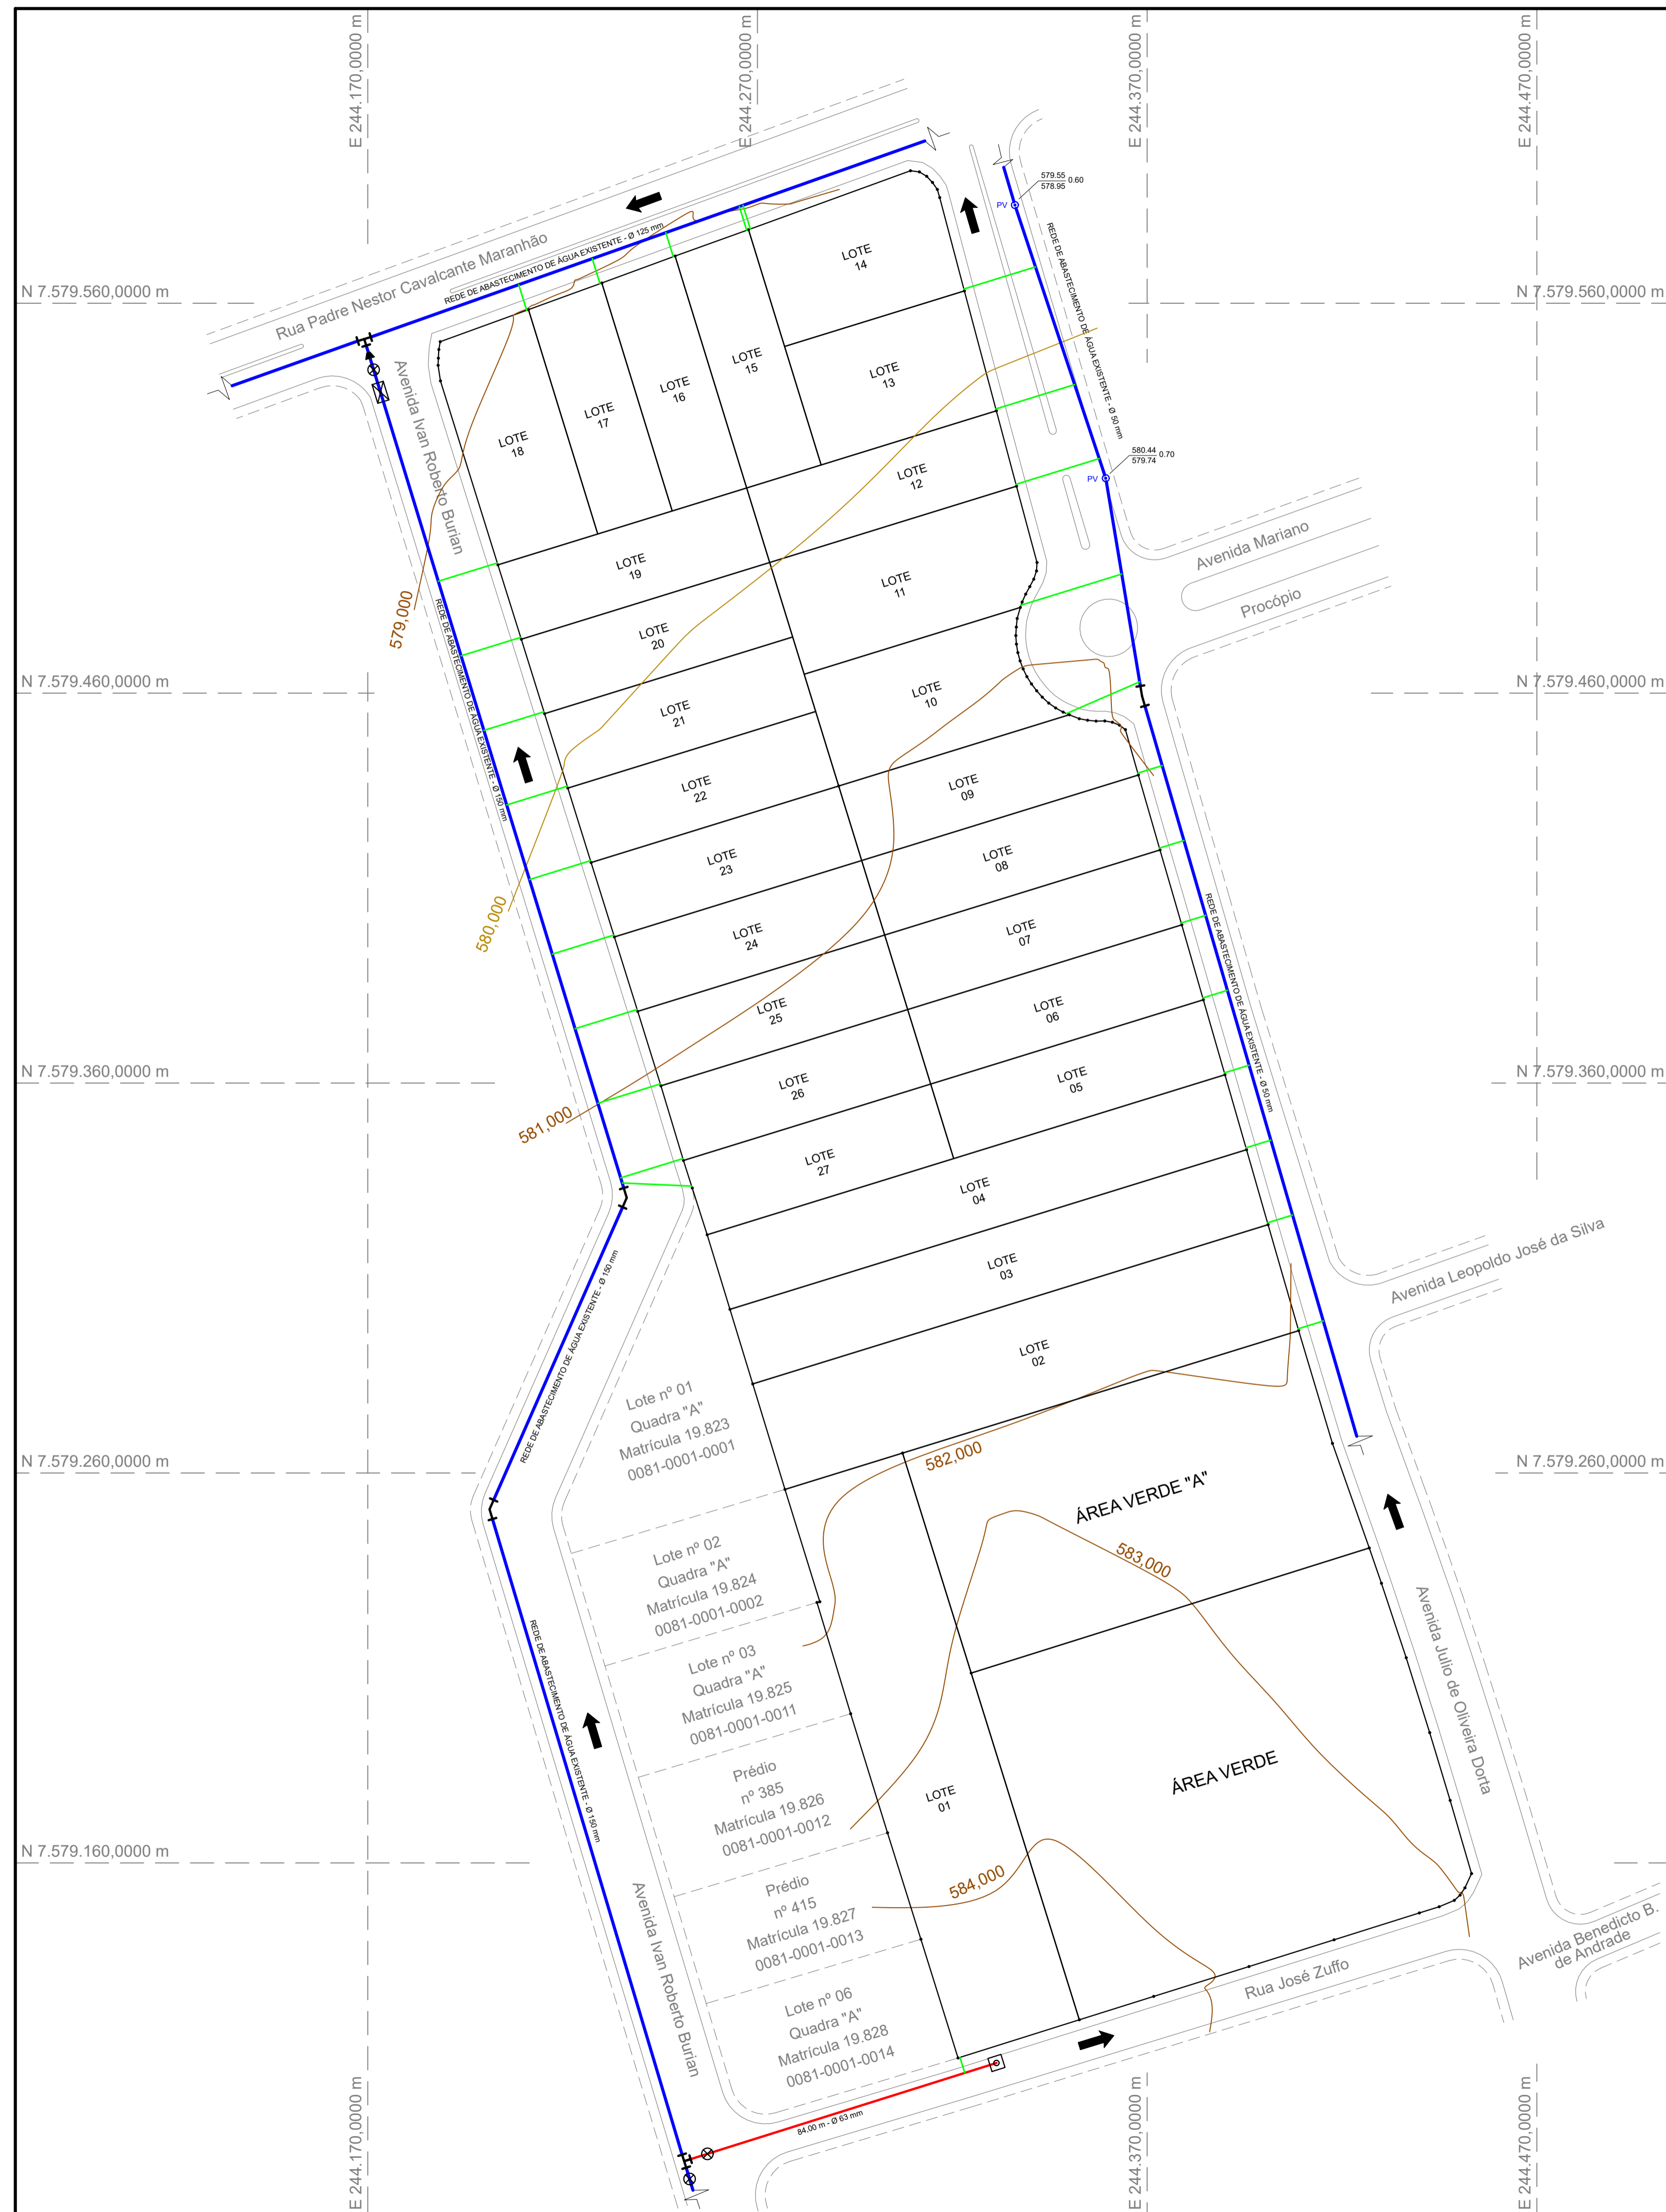 E 244.170,0000 m
E 244.270,0000 m
E 244.370,0000 m
E 244.470,0000 m
579.55
578.95
0.60
PV
Rua Padre Nestor Cavalcante Maranhão
REDE DE ABASTECIMENTO DE ÁGUA EXISTENTE - Ø 125 mm
REDE DE ABASTECIMENTO DE ÁGUA EXISTENTE - Ø 50 mm
N 7.579.560,0000 m
N 7.579.560,0000 m
LOTE
14
LOTE
15
LOTE
13
LOTE
16
LOTE
17
LOTE
18
Avenida Ivan Roberto Burian
580.44
579.74
0.70
PV
LOTE
12
Avenida Mariano
Procópio
LOTE
19
LOTE
11
579,000
REDE DE ABASTECIMENTO DE ÁGUA EXISTENTE - Ø 150 mm
LOTE
20
N 7.579.460,0000 m
N 7.579.460,0000 m
LOTE
10
LOTE
21
LOTE
22
LOTE
09
LOTE
23
LOTE
08
580,000
LOTE
24
LOTE
07
REDE DE ABASTECIMENTO DE ÁGUA EXISTENTE - Ø 50 mm
LOTE
25
LOTE
06
N 7.579.360,0000 m
N 7.579.360,0000 m
LOTE
26
LOTE
05
581,000
LOTE
27
LOTE
04
LOTE
03
Avenida Leopoldo José da Silva
REDE DE ABASTECIMENTO DE ÁGUA EXISTENTE - Ø 150 mm
LOTE
02
Lote nº 01
Quadra "A"
Matrícula 19.823
0081-0001-0001
N 7.579.260,0000 m
N 7.579.260,0000 m
582,000
ÁREA VERDE "A"
583,000
Lote nº 02
Quadra "A"
Matrícula 19.824
0081-0001-0002
REDE DE ABASTECIMENTO DE ÁGUA EXISTENTE - Ø 150 mm
Lote nº 03
Quadra "A"
Matrícula 19.825
0081-0001-0011
Avenida Julio de Oliveira Dorta
Prédio
nº 385
Matrícula 19.826
0081-0001-0012
LOTE
01
ÁREA VERDE
N 7.579.160,0000 m
584,000
Prédio
nº 415
Matrícula 19.827
0081-0001-0013
Avenida Ivan Roberto Burian
Avenida Benedicto B.
de Andrade
Rua José Zuffo
Lote nº 06
Quadra "A"
Matrícula 19.828
0081-0001-0014
84,00 m - Ø 63 mm
E 244.170,0000 m
E 244.370,0000 m
E 244.470,0000 m